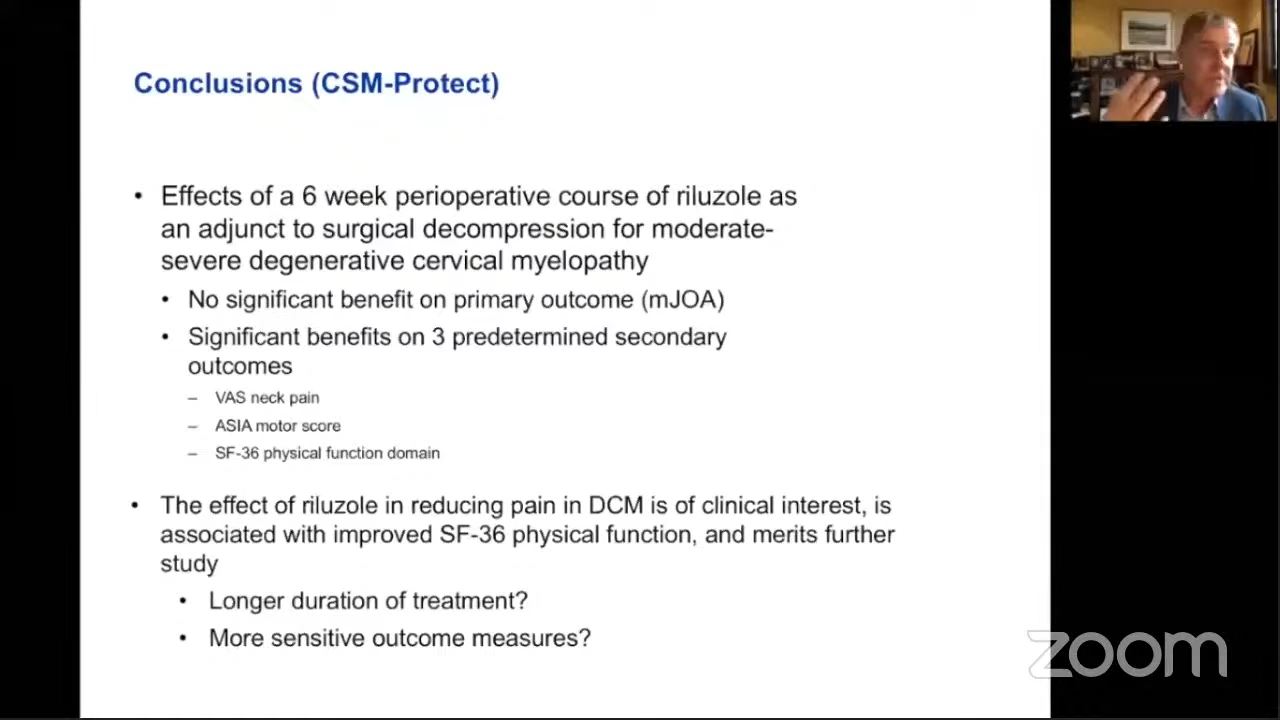 Conclusions (CSM-Protect)
• Effects of a 6 week perioperative course of riluzole as
an adjunct to surgical decompression for moderate-
severe degenerative cervical myelopathy
• No significant benefit on primary outcome (mJOA)
• Significant benefits on 3 predetermined secondary
outcomes
– VAS neck pain
– ASIA motor score
– SF-36 physical function domain
• The effect of riluzole in reducing pain in DCM is of clinical interest, is
associated with improved SF-36 physical function, and merits further
study
• Longer duration of treatment?
• More sensitive outcome measures?
zoom